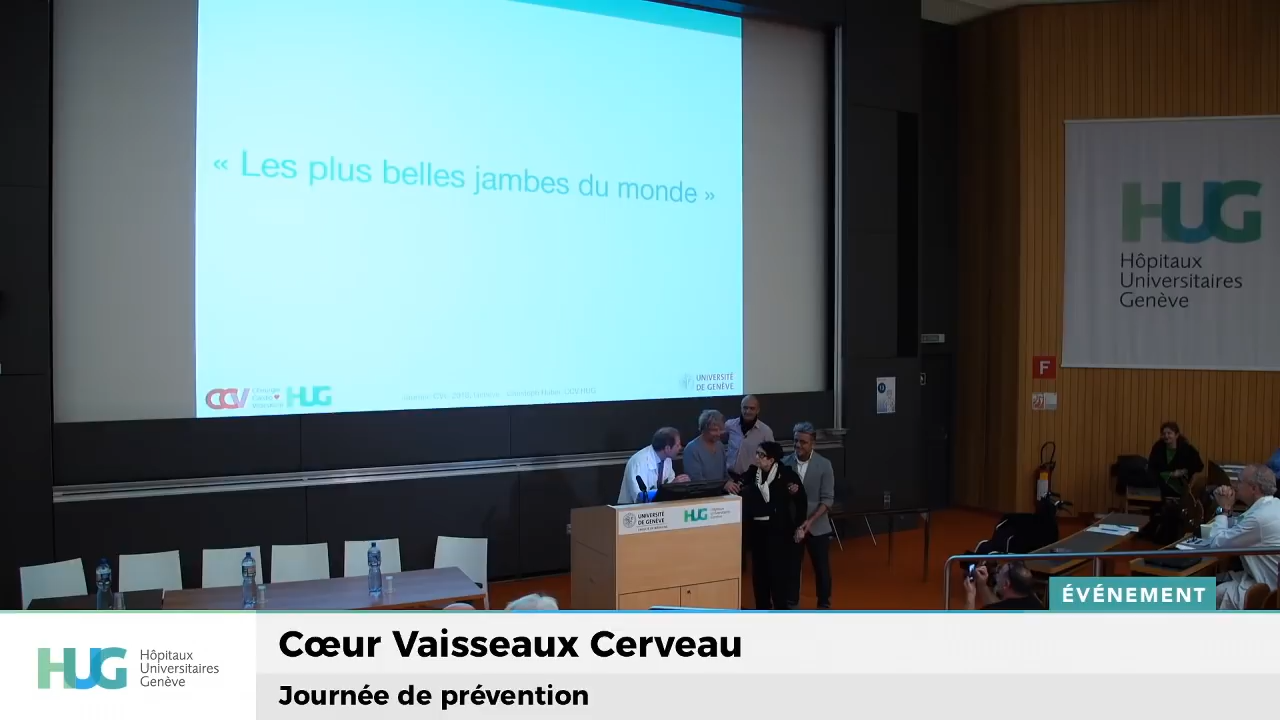 « Les plus belles jambes du monde »
CCV
HUG
UNIVERSITÉ
DE GENÈVE
HUG
Hôpitaux
Universitaires
Genève
F
UNIVERSITÉ
DE GENÈVE
HUG
ÉVÉNEMENT
HUG
Hôpitaux
Universitaires
Genève
Cœur Vaisseaux Cerveau
Journée de prévention